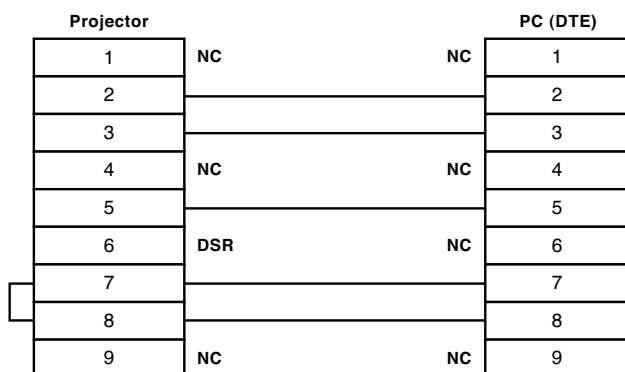 Projector PC (DTE)
1 NC NC 1
2 2
3 3
4 NC NC 4
5 5
6 DSR NC 6
7 7
8 8
9 NC NC 9